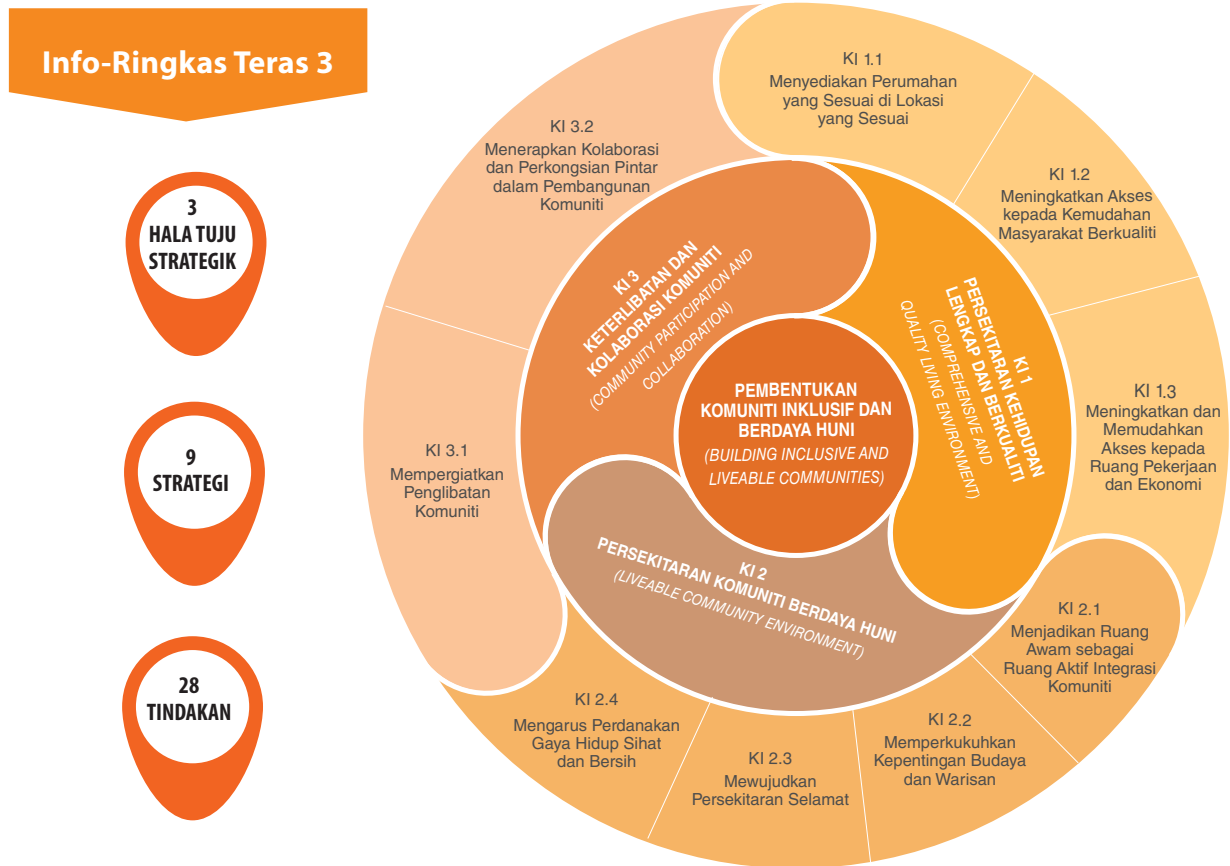 Info-Ringkas Teras 3
3
HALA TUJU
STRATEGIK
9
STRATEGI
28
TINDAKAN
PEMBENTUKAN
KOMUNITI INKLUSIF DAN
BERDAYA HUNI
(BUILDING INCLUSIVE AND
LIVEABLE COMMUNITIES)
KI 1
PERSEKITARAN KEHIDUPAN
LENGKAP DAN BERKUALITI
(COMPREHENSIVE AND
QUALITY LIVING ENVIRONMENT)
KI 1.1
Menyediakan Perumahan
yang Sesuai di Lokasi
yang Sesuai
KI 1.2
Meningkatkan Akses
kepada Kemudahan
Masyarakat Berkualiti
KI 1.3
Meningkatkan dan
Memudahkan
Akses kepada
Ruang Pekerjaan
dan Ekonomi
KI 2
PERSEKITARAN KOMUNITI BERDAYA HUNI
(LIVEABLE COMMUNITY ENVIRONMENT)
KI 2.1
Menjadikan Ruang
Awam sebagai
Ruang Aktif Integrasi
Komuniti
KI 2.2
Memperkukuhkan
Kepentingan Budaya
dan Warisan
KI 2.3
Mewujudkan
Persekitaran Selamat
KI 2.4
Mengarus Perdanakan
Gaya Hidup Sihat
dan Bersih
KI 3
KETERLIBATAN DAN
KOLABORASI KOMUNITI
(COMMUNITY PARTICIPATION AND
COLLABORATION)
KI 3.1
Mempergiatkan
Penglibatan
Komuniti
KI 3.2
Menerapkan Kolaborasi
dan Perkongsian Pintar
dalam Pembangunan
Komuniti